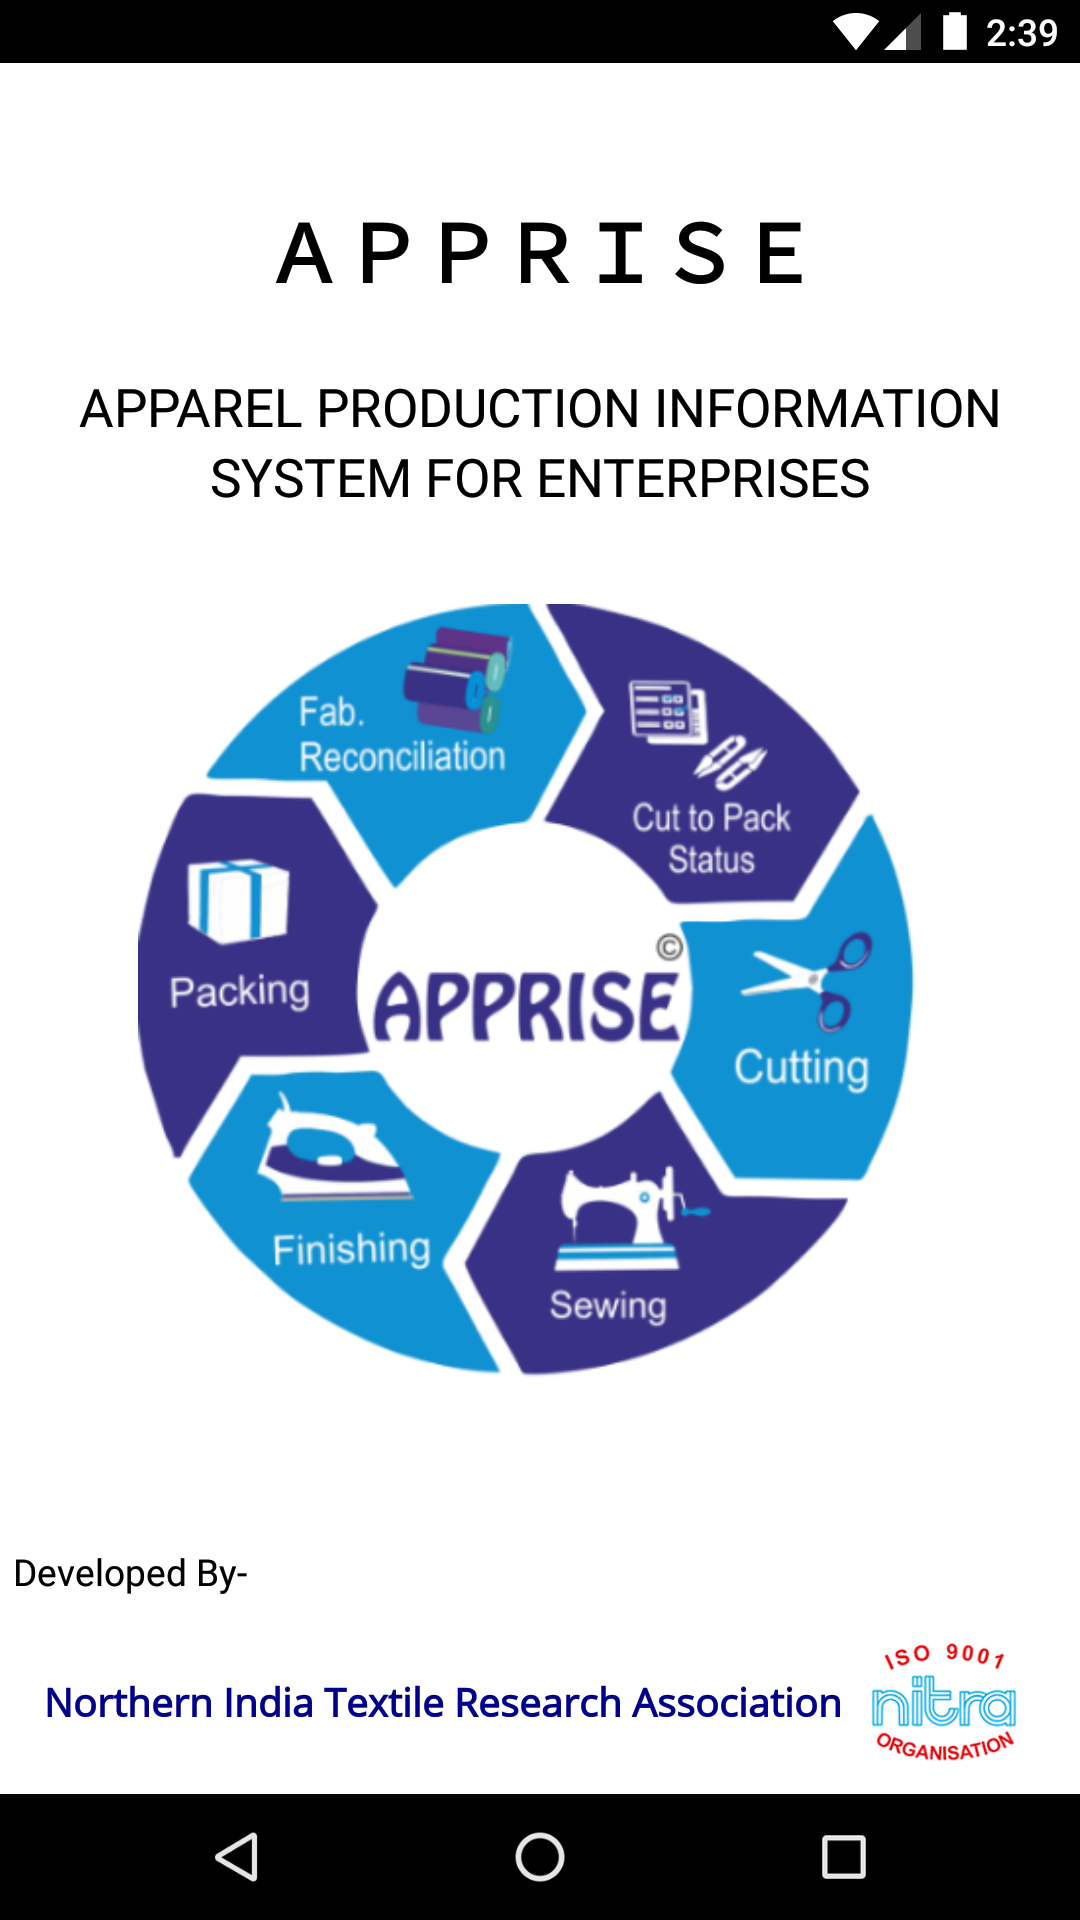 2:39
APPRISE
APPAREL PRODUCTION INFORMATION
SYSTEM FOR ENTERPRISES
Fab.
Reconciliation
Cut to Pack
Status
Packing
©
APPRISE
Cutting
Finishing
Sewing
Developed By-
Northern India Textile Research Association
ISO 9001
nitra
ORGANISATION